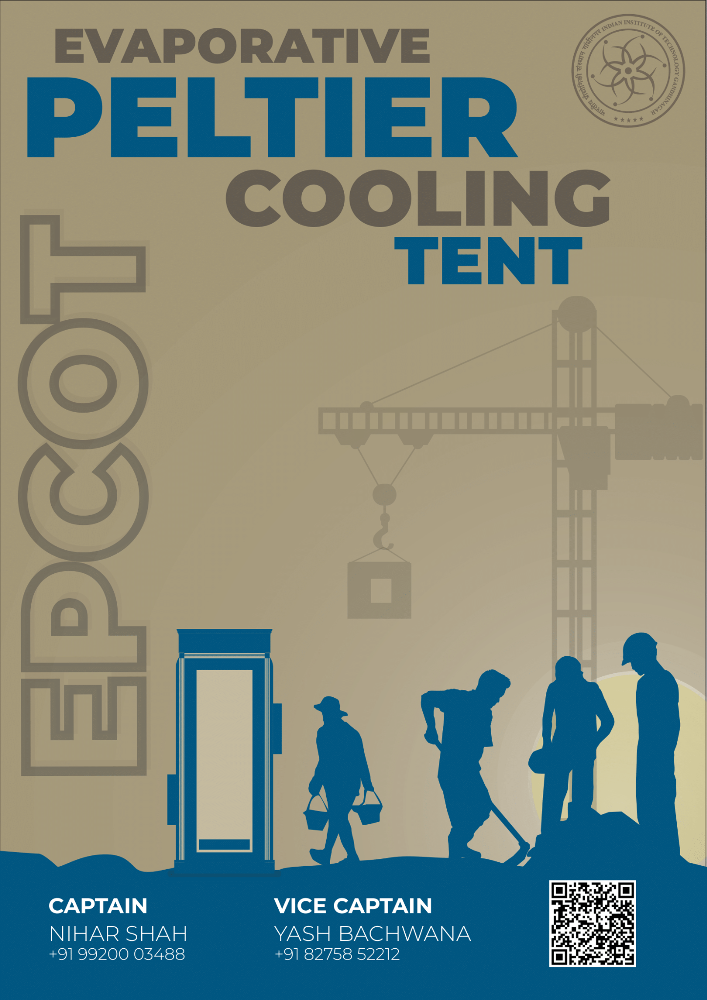 EVAPORATIVE
PELTIER
COOLING
TENT
भारतीय प्रौद्योगिकी संस्थान गांधीनगर
INDIAN INSTITUTE OF TECHNOLOGY GANDHINAGAR
EPCOT
CAPTAIN
NIHAR SHAH
+91 99200 03488
VICE CAPTAIN
YASH BACHWANA
+91 82758 52212